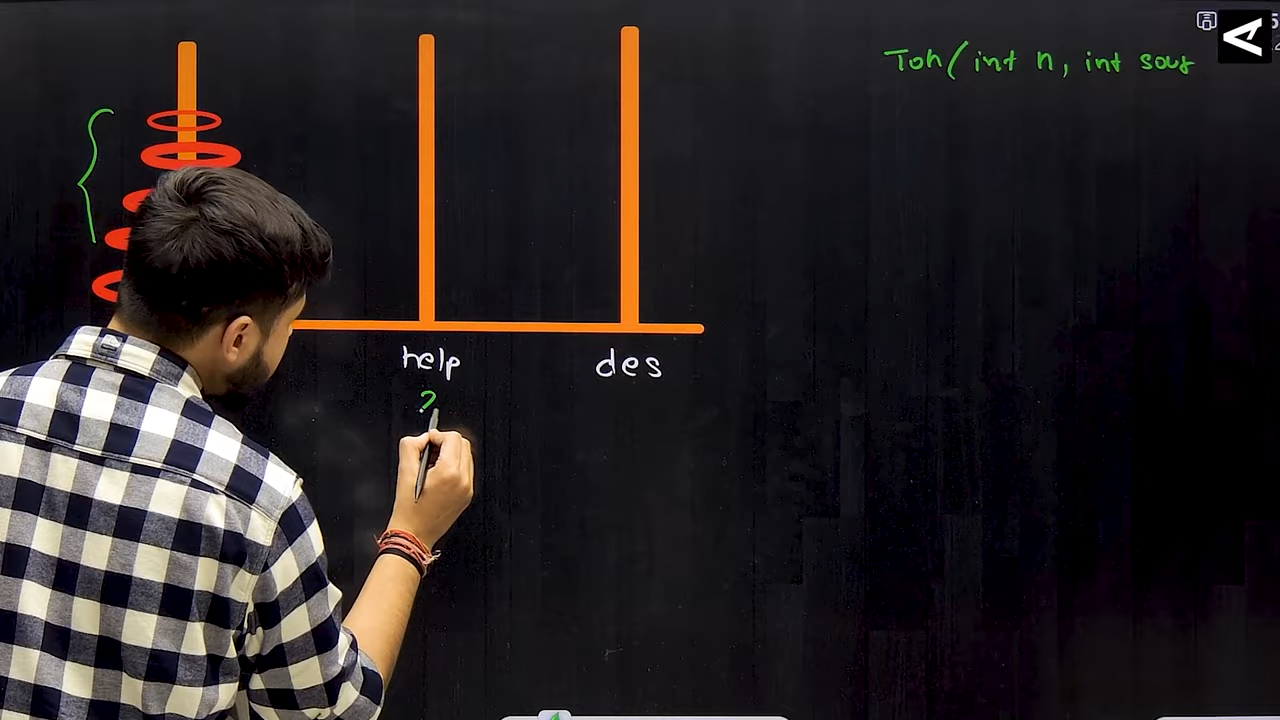 Toh( int n, int sour
help
des
?